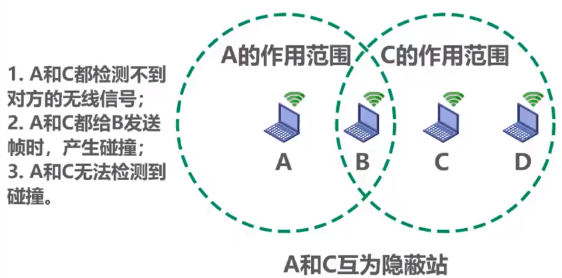 A的作用范围
C的作用范围
1. A和C都检测不到
对方的无线信号；
2. A和C都给B发送
帧时，产生碰撞；
3. A和C无法检测到
碰撞。
A
B
C
D
A和C互为隐蔽站